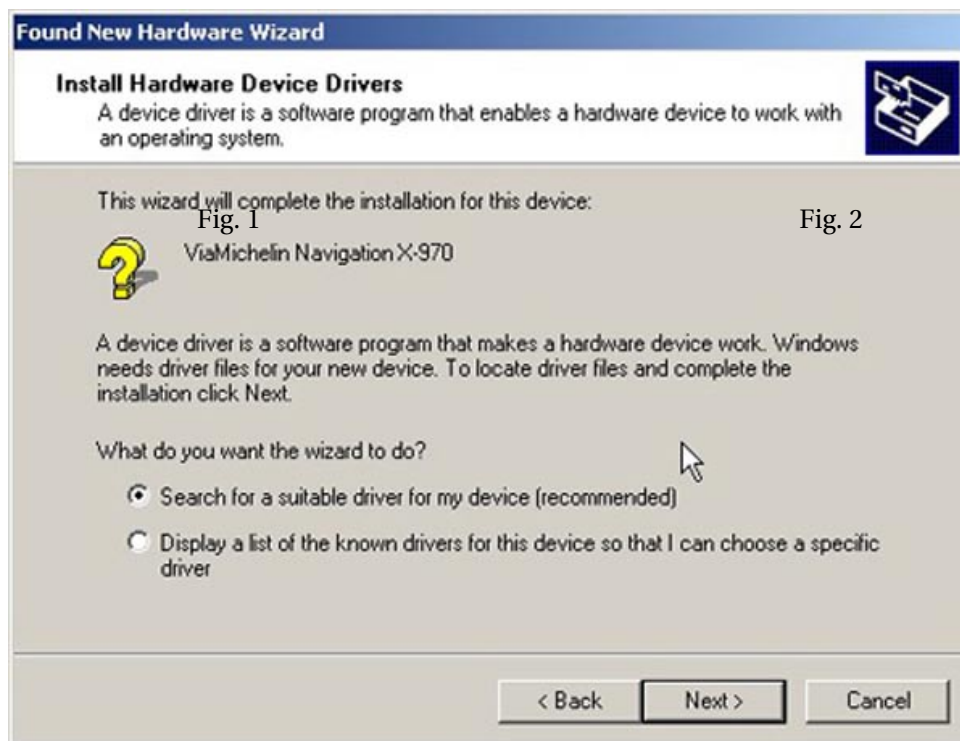 Found New Hardware Wizard
Install Hardware Device Drivers
A device driver is a software program that enables a hardware device to work with
an operating system.
This wizard will complete the installation for this device:
Fig. 1
Fig. 2
ViaMichelin Navigation X-970
A device driver is a software program that makes a hardware device work. Windows
needs driver files for your new device. To locate driver files and complete the
installation click Next.
What do you want the wizard to do?
Search for a suitable driver for my device (recommended)
Display a list of the known drivers for this device so that I can choose a specific
driver
< Back
Next >
Cancel